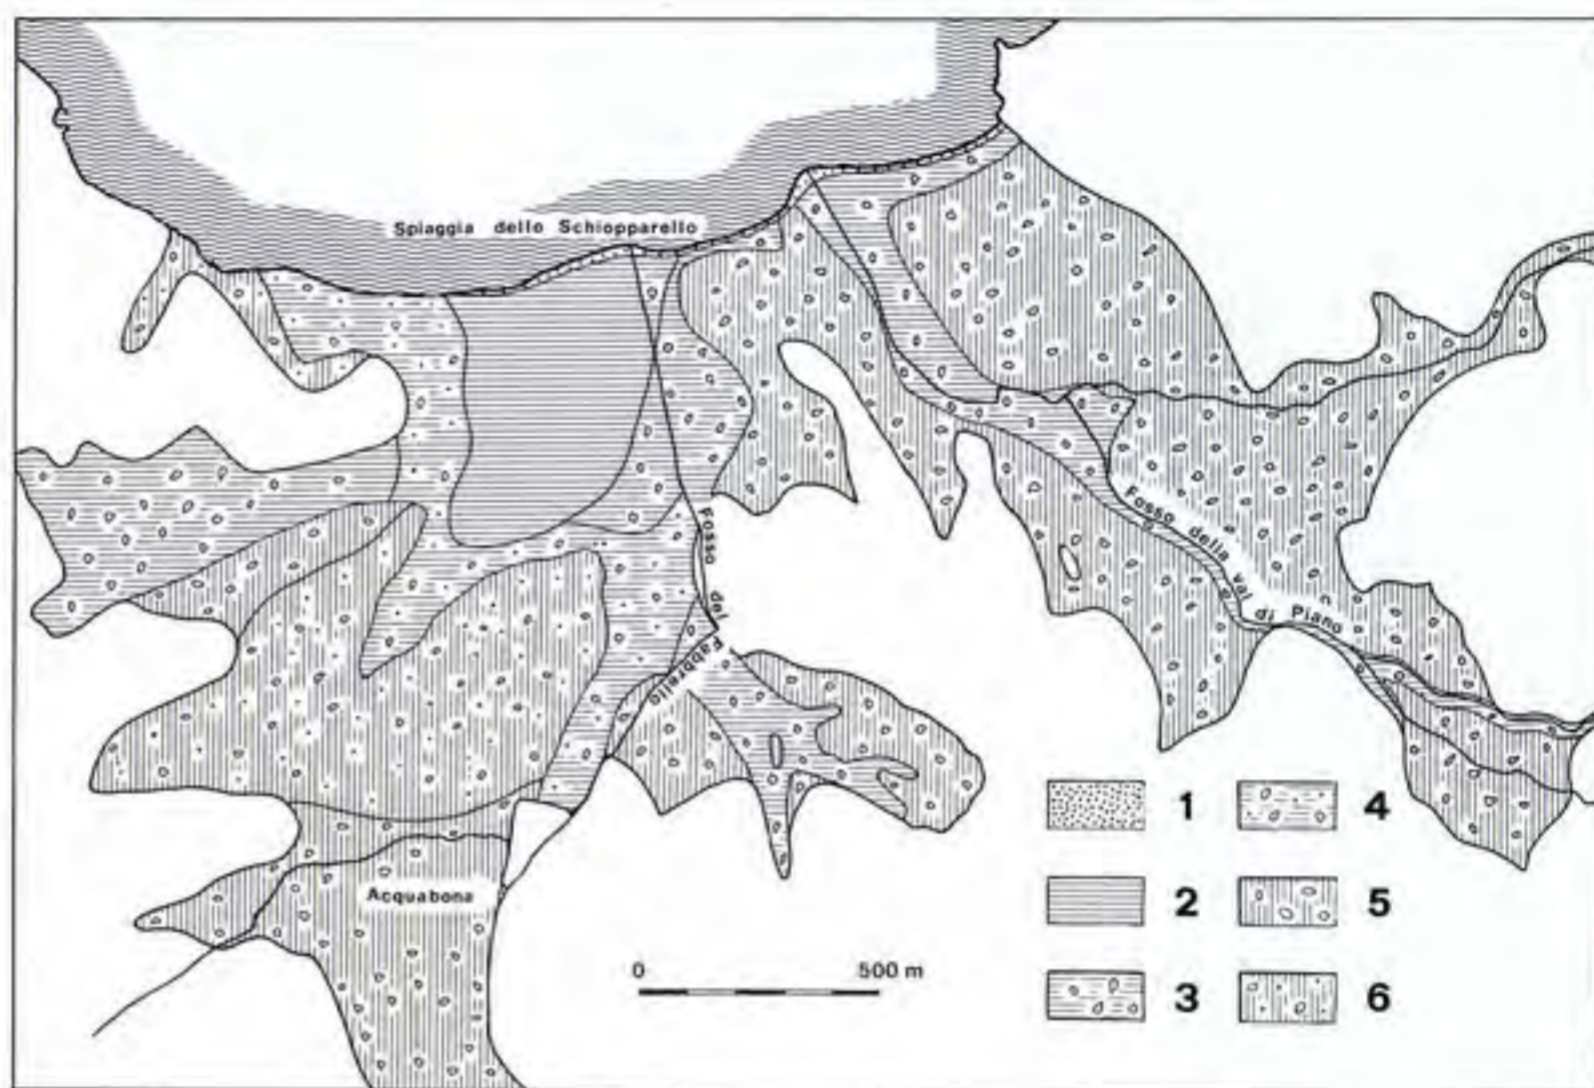 Spiaggia dello Schiopparello
Fosso del Fabbrello
Fosso della val di Piano
Acquabona
0 500 m
1 4
2 5
3 6